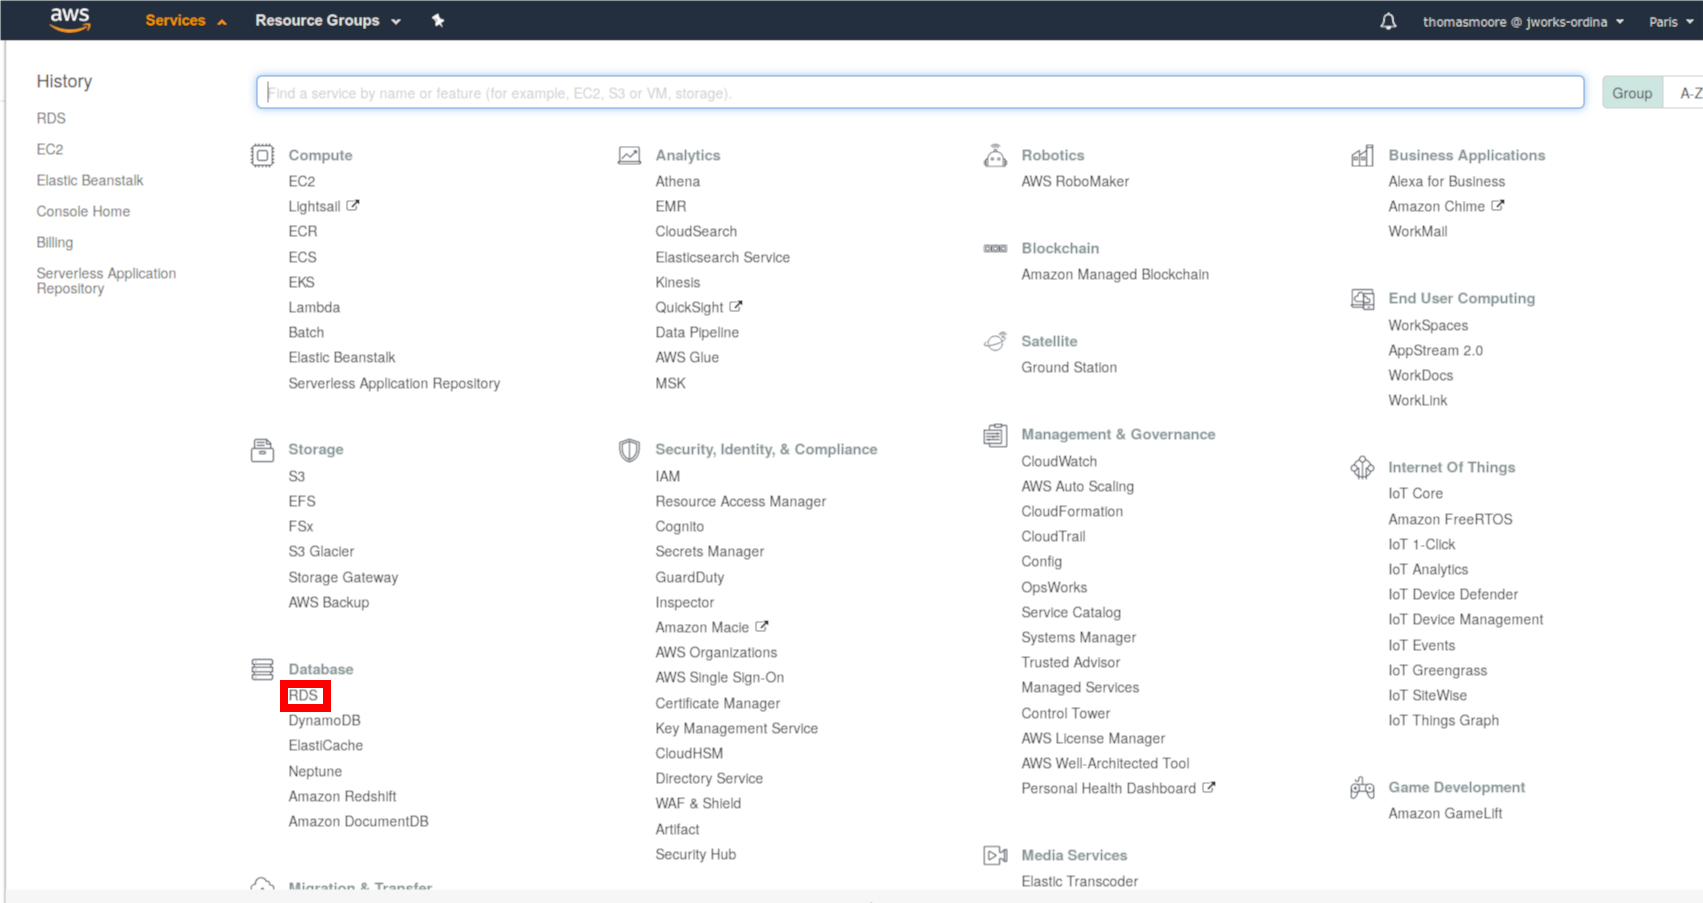 aws
Services
Resource Groups
thomasmoore @ jworks-ordina
Paris
History
RDS
EC2
Elastic Beanstalk
Console Home
Billing
Serverless Application
Repository
Find a service by name or feature (for example, EC2, S3 or VM, storage).
Group
A-Z
Compute
EC2
Lightsail
ECR
ECS
EKS
Lambda
Batch
Elastic Beanstalk
Serverless Application Repository
Storage
S3
EFS
FSx
S3 Glacier
Storage Gateway
AWS Backup
Database
RDS
DynamoDB
ElastiCache
Neptune
Amazon Redshift
Amazon DocumentDB
Migration & Transfer
Analytics
Athena
EMR
CloudSearch
Elasticsearch Service
Kinesis
QuickSight
Data Pipeline
AWS Glue
MSK
Security, Identity, & Compliance
IAM
Resource Access Manager
Cognito
Secrets Manager
GuardDuty
Inspector
Amazon Macie
AWS Organizations
AWS Single Sign-On
Certificate Manager
Key Management Service
CloudHSM
Directory Service
WAF & Shield
Artifact
Security Hub
Robotics
AWS RoboMaker
Blockchain
Amazon Managed Blockchain
Satellite
Ground Station
Management & Governance
CloudWatch
AWS Auto Scaling
CloudFormation
CloudTrail
Config
OpsWorks
Service Catalog
Systems Manager
Trusted Advisor
Managed Services
Control Tower
AWS License Manager
AWS Well-Architected Tool
Personal Health Dashboard
Media Services
Elastic Transcoder
Business Applications
Alexa for Business
Amazon Chime
WorkMail
End User Computing
WorkSpaces
AppStream 2.0
WorkDocs
WorkLink
Internet Of Things
IoT Core
Amazon FreeRTOS
IoT 1-Click
IoT Analytics
IoT Device Defender
IoT Device Management
IoT Events
IoT Greengrass
IoT SiteWise
IoT Things Graph
Game Development
Amazon GameLift